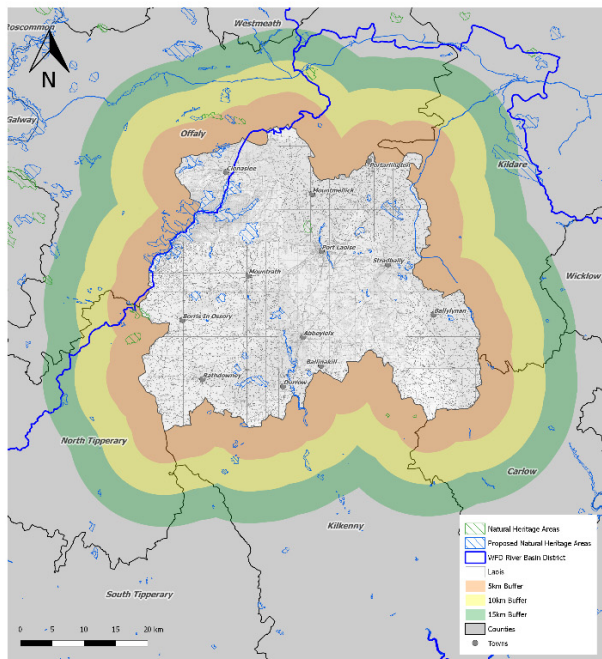 Westmeath
Roscommon
N
Galway
Offaly
Portarlington
Kildare
Clonaslee
Mountmellick
Port Laoise
Stradbally
Mountrath
Wicklow
Borris In Ossory
Ballylynan
Abbeyleix
Ballinakill
Rathdowney
Durrow
North Tipperary
Carlow
Kilkenny
South Tipperary
Natural Heritage Areas
Proposed Natural Heritage Areas
WFD River Basin District
Laois
5km Buffer
10km Buffer
15km Buffer
Counties
Towns
0 5 10 15 20 km